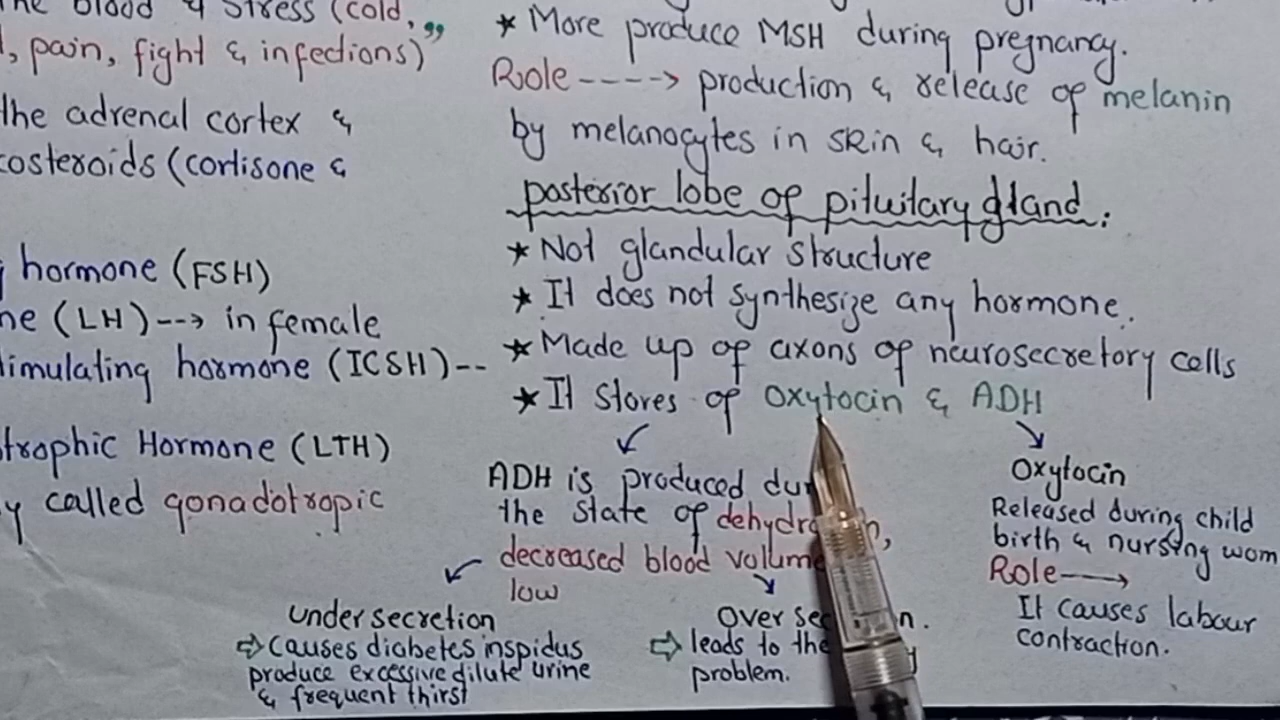 the blood & stress (cold,,,
, pain, fight & infections)
the adrenal cortex &
costeroids (cortisone &
hormone (FSH)
ne (LH) --→ in female
timulating hormone (ICSH)--
trophic Hormone (LTH)
y called gonadotropic
* More produce MSH during pregnancy.
Role ----→ production & release of melanin
by melanocytes in skin & hair.
posterior lobe of pituitary gland.
* Not glandular structure
* It does not synthesize any hormone.
* Made up of axons of neurosecretory cells
* It stores of Oxytocin & ADH
ADH is produced du
the state of dehydr n,
decreased blood volume
low
under secretion
⇨ Causes diabetes inspidus
produce excessive dilute urine
& frequent thirst
Over sec n.
⇨ leads to the
problem.
Oxytocin
Released during child
birth & nursing wom
Role →
It causes labour
contraction.